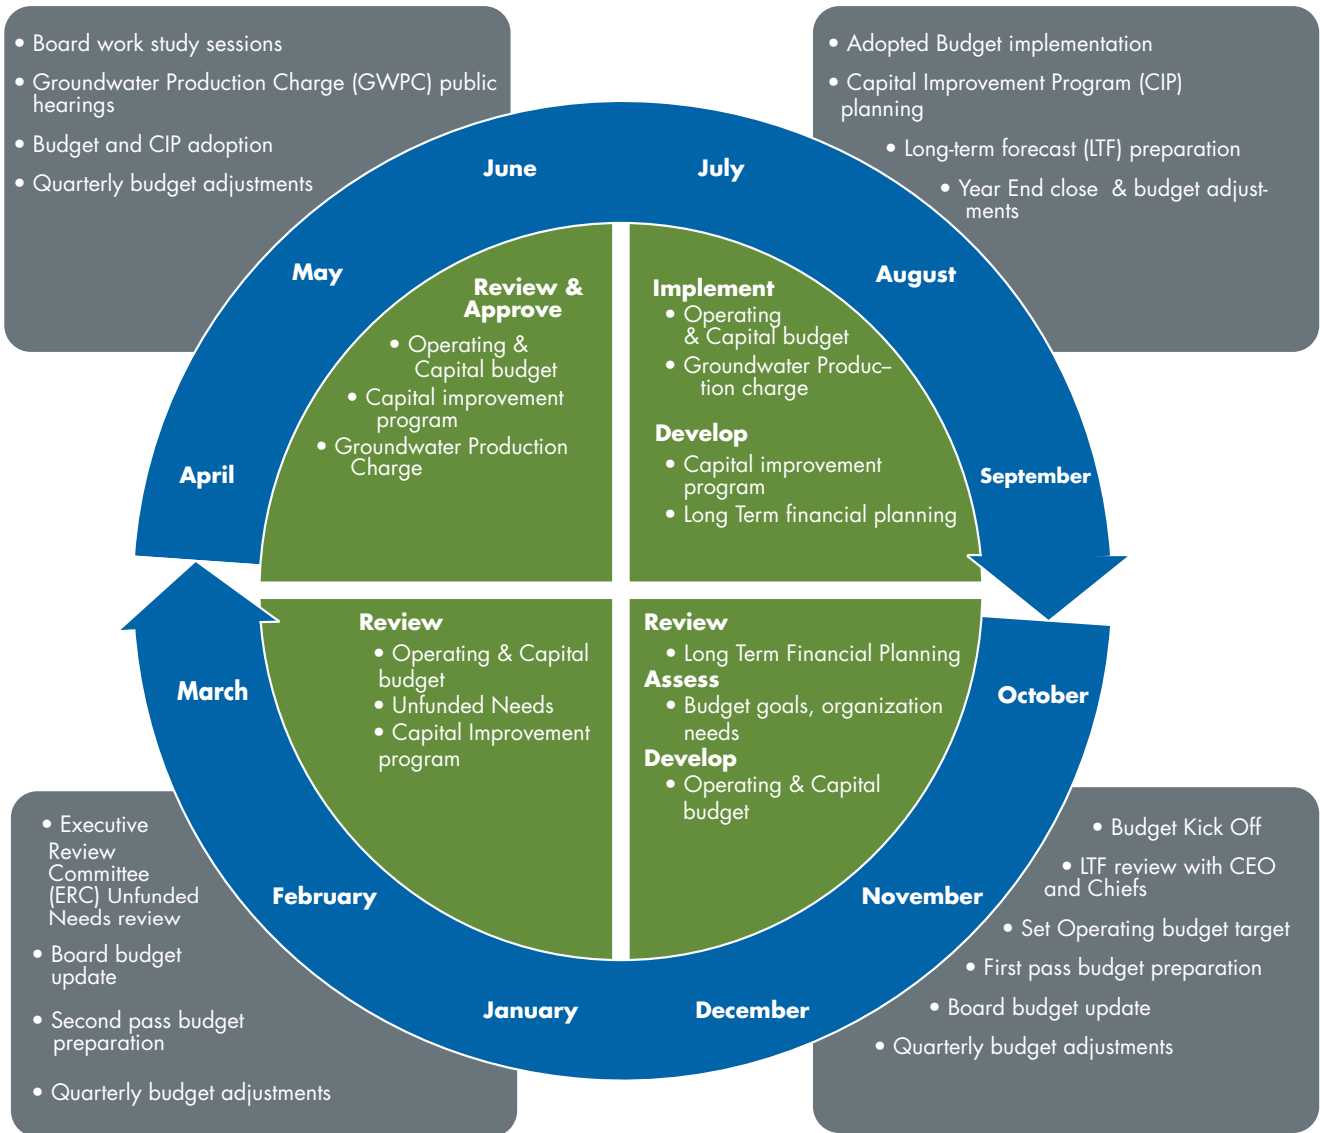 • Board work study sessions
• Groundwater Production Charge (GWPC) public
hearings
• Budget and CIP adoption
• Quarterly budget adjustments
• Adopted Budget implementation
• Capital Improvement Program (CIP)
planning
• Long-term forecast (LTF) preparation
• Year End close & budget adjust-
ments
June
July
May
August
April
September
Review &
Approve
• Operating &
Capital budget
• Capital improvement
program
• Groundwater Production
Charge
Implement
• Operating
& Capital budget
• Groundwater Produc–
tion charge
Develop
• Capital improvement
program
• Long Term financial planning
Review
• Operating & Capital
budget
• Unfunded Needs
• Capital Improvement
program
Review
• Long Term Financial Planning
Assess
• Budget goals, organization
needs
Develop
• Operating & Capital
budget
March
October
February
November
January
December
• Executive
Review
Committee
(ERC) Unfunded
Needs review
• Board budget
update
• Second pass budget
preparation
• Quarterly budget adjustments
• Budget Kick Off
• LTF review with CEO
and Chiefs
• Set Operating budget target
• First pass budget preparation
• Board budget update
• Quarterly budget adjustments